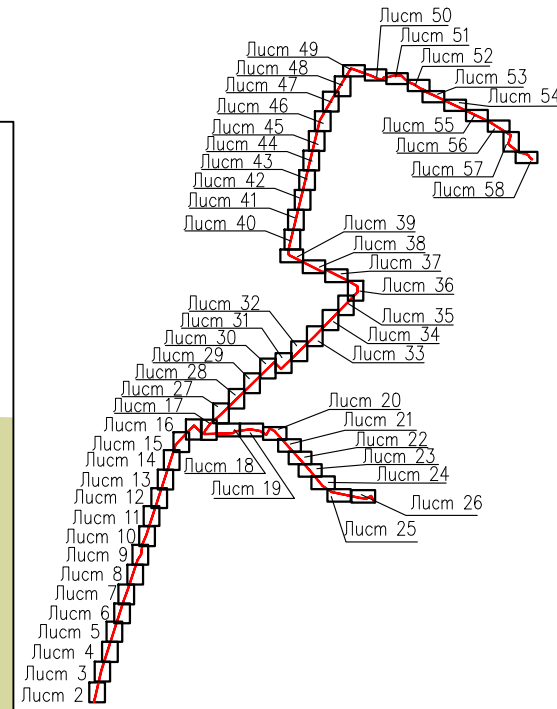 Лист 50
Лист 51
Лист 49
Лист 52
Лист 48
Лист 53
Лист 47
Лист 54
Лист 46
Лист 45
Лист 55
Лист 44
Лист 56
Лист 43
Лист 57
Лист 42
Лист 58
Лист 41
Лист 40
Лист 39
Лист 38
Лист 37
Лист 36
Лист 35
Лист 34
Лист 33
Лист 32
Лист 31
Лист 30
Лист 29
Лист 28
Лист 27
Лист 17
Лист 16
Лист 20
Лист 21
Лист 15
Лист 22
Лист 14
Лист 23
Лист 18
Лист 24
Лист 13
Лист 19
Лист 12
Лист 26
Лист 11
Лист 25
Лист 10
Лист 9
Лист 8
Лист 7
Лист 6
Лист 5
Лист 4
Лист 3
Лист 2